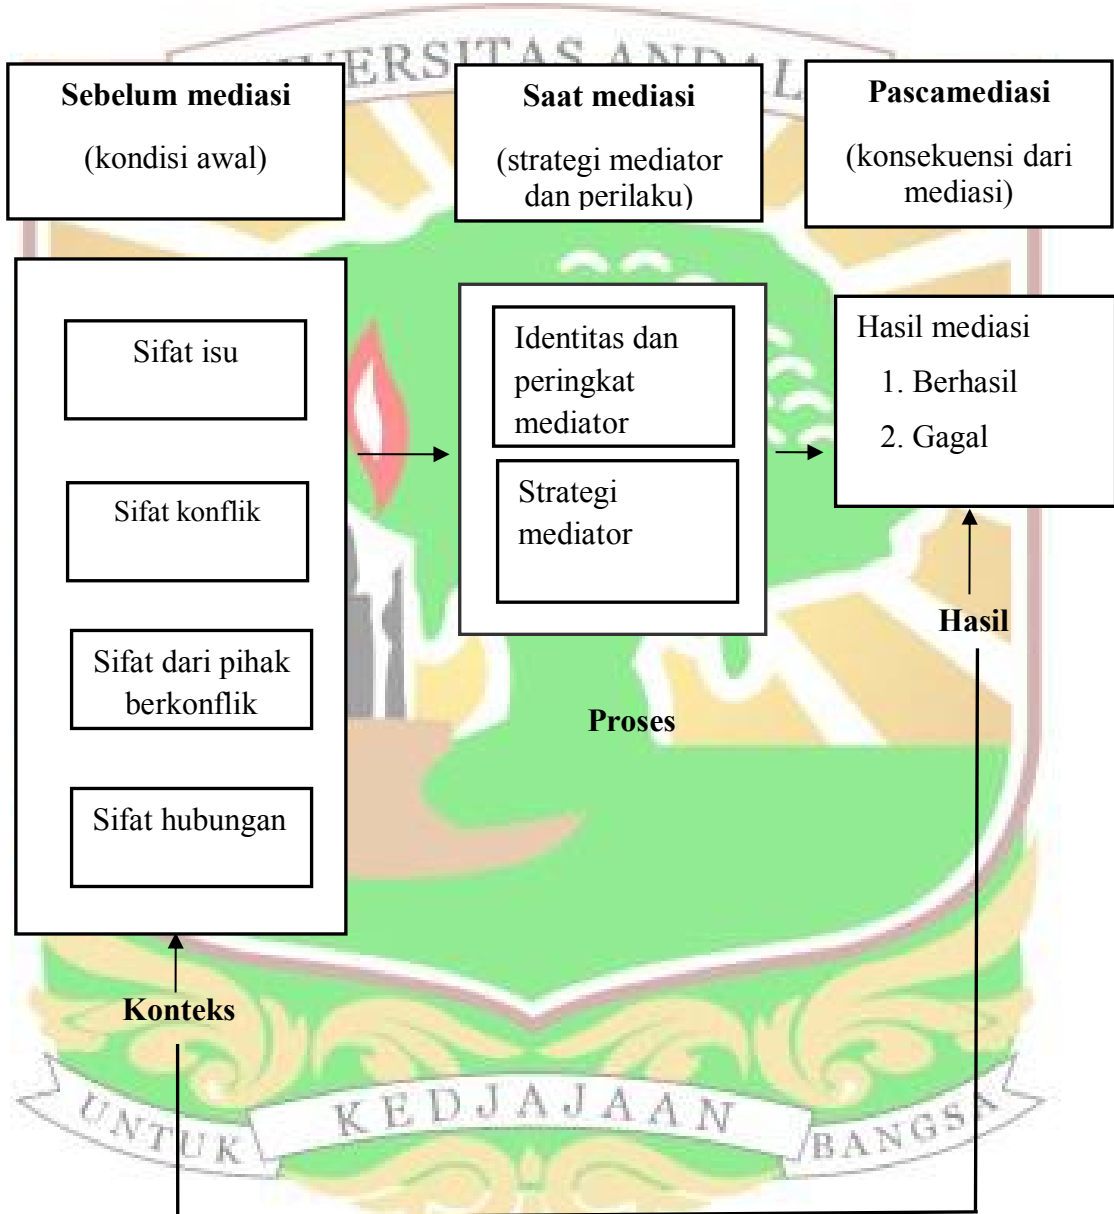 UNIVERSITAS ANDALAS
Sebelum mediasi
(kondisi awal)
Saat mediasi
(strategi mediator
dan perilaku)
Pascamediasi
(konsekuensi dari
mediasi)
Sifat isu
Sifat konflik
Sifat dari pihak
berkonflik
Sifat hubungan
Identitas dan
peringkat
mediator
Strategi
mediator
Hasil mediasi
1. Berhasil
2. Gagal
Hasil
Proses
Konteks
UNTUK KEDJAJAAN BANGSA